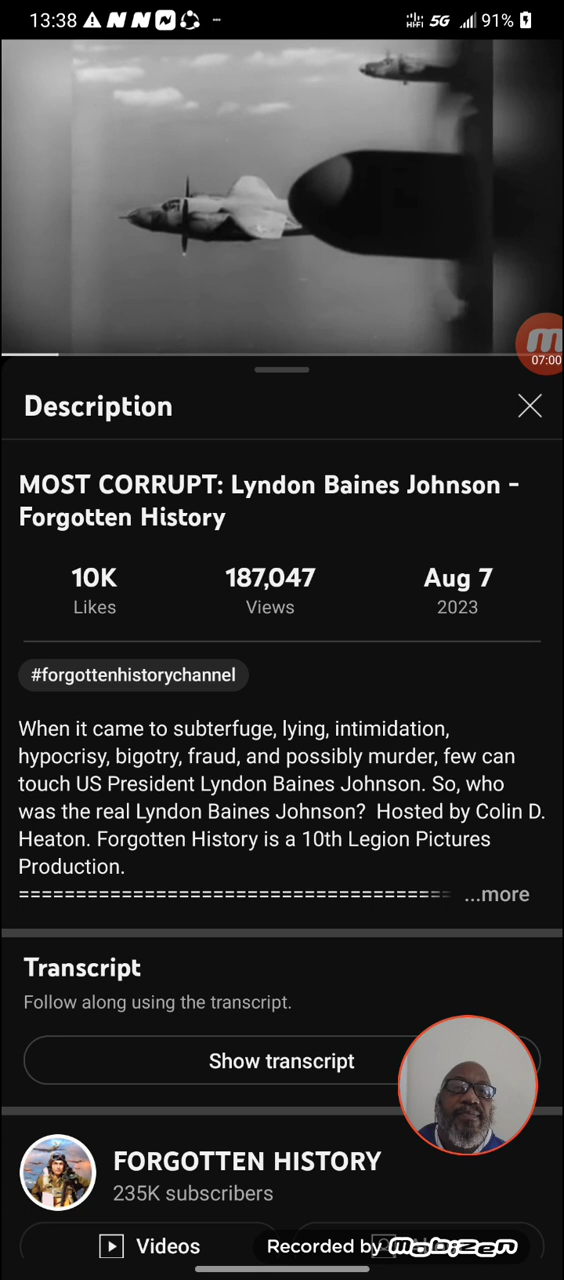 13:38
HiFi 5G 91%
07:00
Description
MOST CORRUPT: Lyndon Baines Johnson -
Forgotten History
10K 187,047 Aug 7
Likes Views 2023
#forgottenhistorychannel
When it came to subterfuge, lying, intimidation,
hypocrisy, bigotry, fraud, and possibly murder, few can
touch US President Lyndon Baines Johnson. So, who
was the real Lyndon Baines Johnson?  Hosted by Colin D.
Heaton. Forgotten History is a 10th Legion Pictures
Production.
====================================== ...more
Transcript
Follow along using the transcript.
Show transcript
FORGOTTEN HISTORY
235K subscribers
Videos
Recorded by mobizen